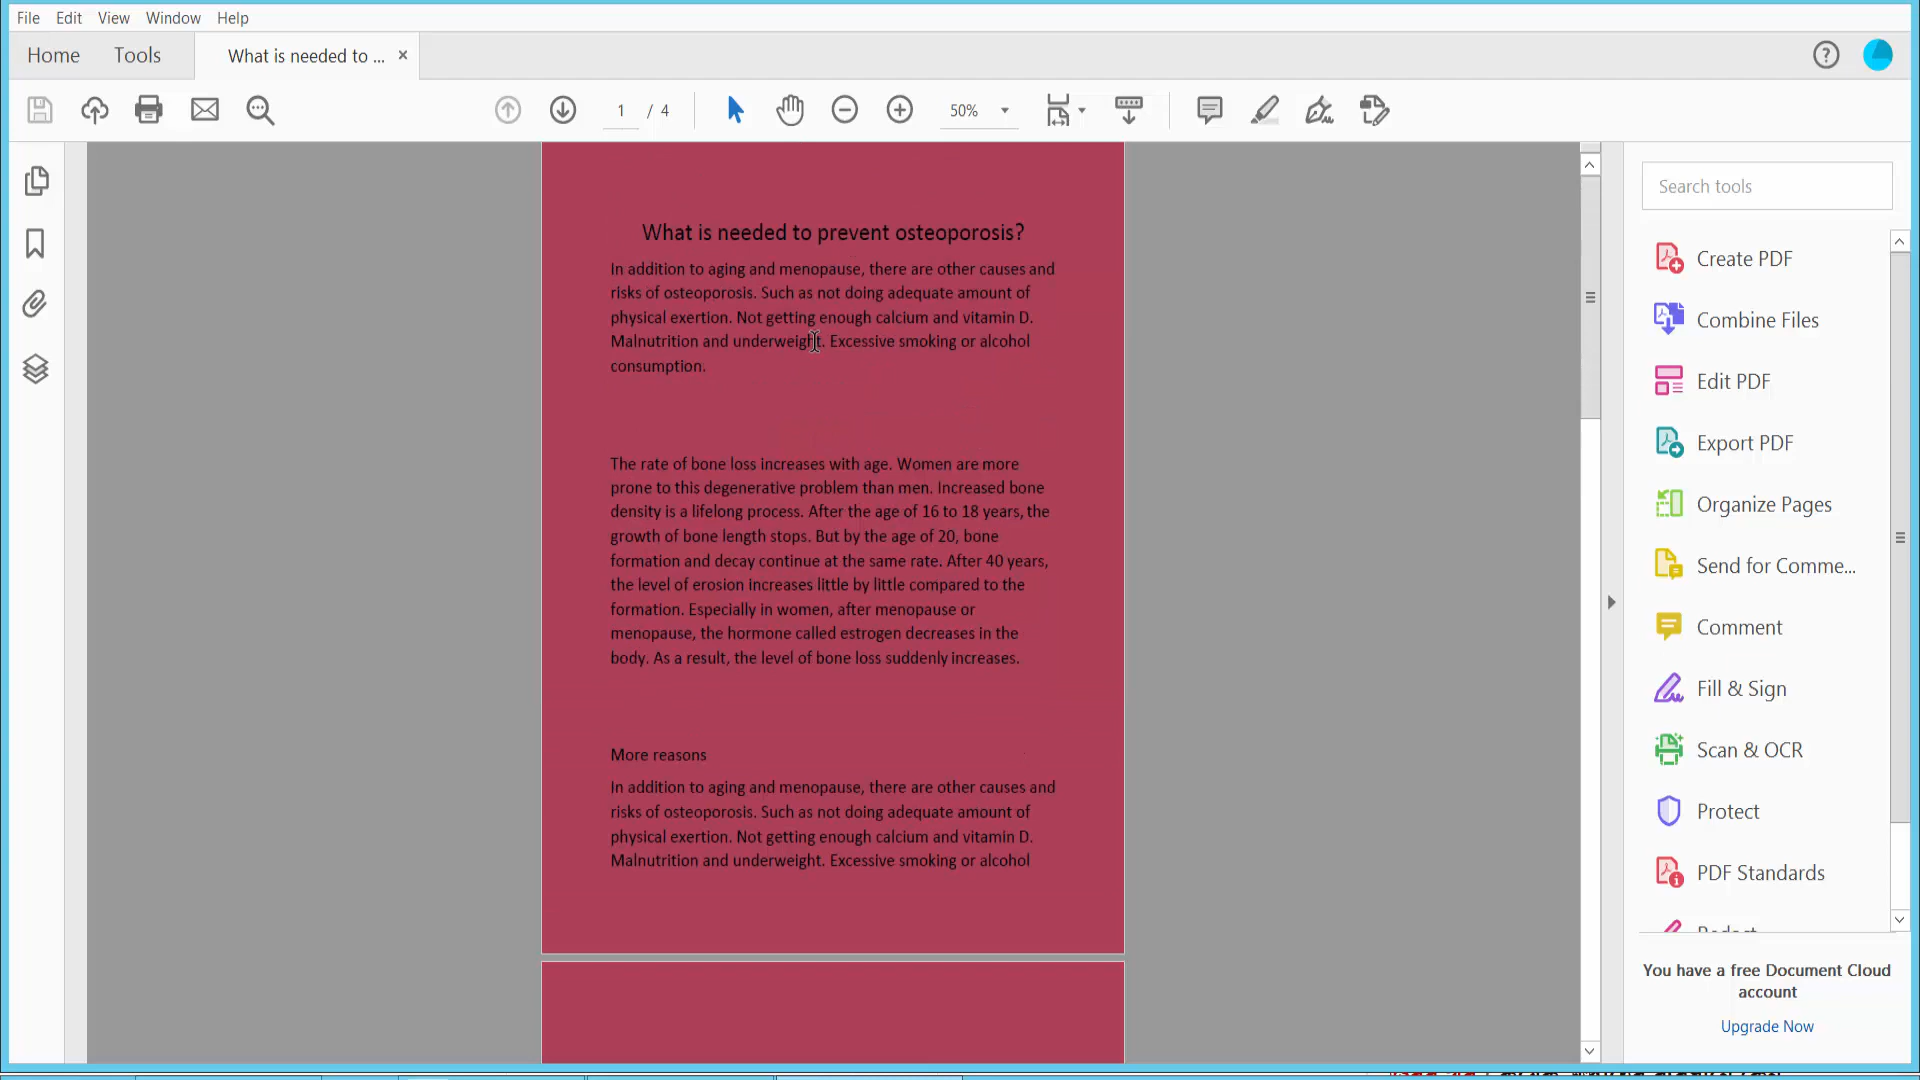 File Edit View Window Help
Home Tools What is needed to ... ×
1 / 4 50%
What is needed to prevent osteoporosis?
In addition to aging and menopause, there are other causes and
risks of osteoporosis. Such as not doing adequate amount of
physical exertion. Not getting enough calcium and vitamin D.
Malnutrition and underweight. Excessive smoking or alcohol
consumption.
The rate of bone loss increases with age. Women are more
prone to this degenerative problem than men. Increased bone
density is a lifelong process. After the age of 16 to 18 years, the
growth of bone length stops. But by the age of 20, bone
formation and decay continue at the same rate. After 40 years,
the level of erosion increases little by little compared to the
formation. Especially in women, after menopause or
menopause, the hormone called estrogen decreases in the
body. As a result, the level of bone loss suddenly increases.
More reasons
In addition to aging and menopause, there are other causes and
risks of osteoporosis. Such as not doing adequate amount of
physical exertion. Not getting enough calcium and vitamin D.
Malnutrition and underweight. Excessive smoking or alcohol
Search tools
Create PDF
Combine Files
Edit PDF
Export PDF
Organize Pages
Send for Comme...
Comment
Fill & Sign
Scan & OCR
Protect
PDF Standards
Redact
You have a free Document Cloud
account
Upgrade Now